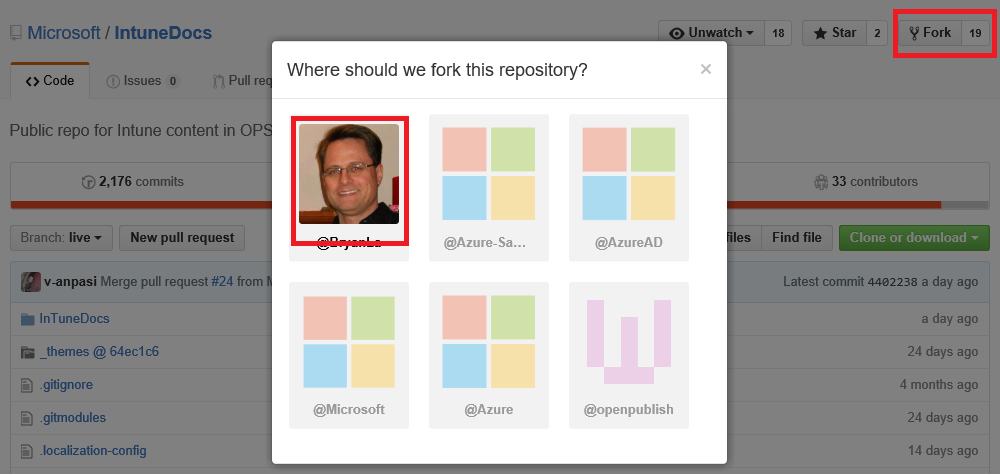 Microsoft / IntuneDocs
Unwatch 18 Star 2 Fork 19
Code Issues 0 Pull req
Where should we fork this repository? ×
Public repo for Intune content in OPS
2,176 commits 33 contributors
@BryanLa @Azure-Sa... @AzureAD
Branch: live New pull request files Find file Clone or download
v-anpasi Merge pull request #24 from M Latest commit 4402238 a day ago
InTuneDocs a day ago
_themes @ 64ec1c6 24 days ago
.gitignore 4 months ago
@Microsoft @Azure @openpublish
.gitmodules 24 days ago
.localization-config 14 days ago